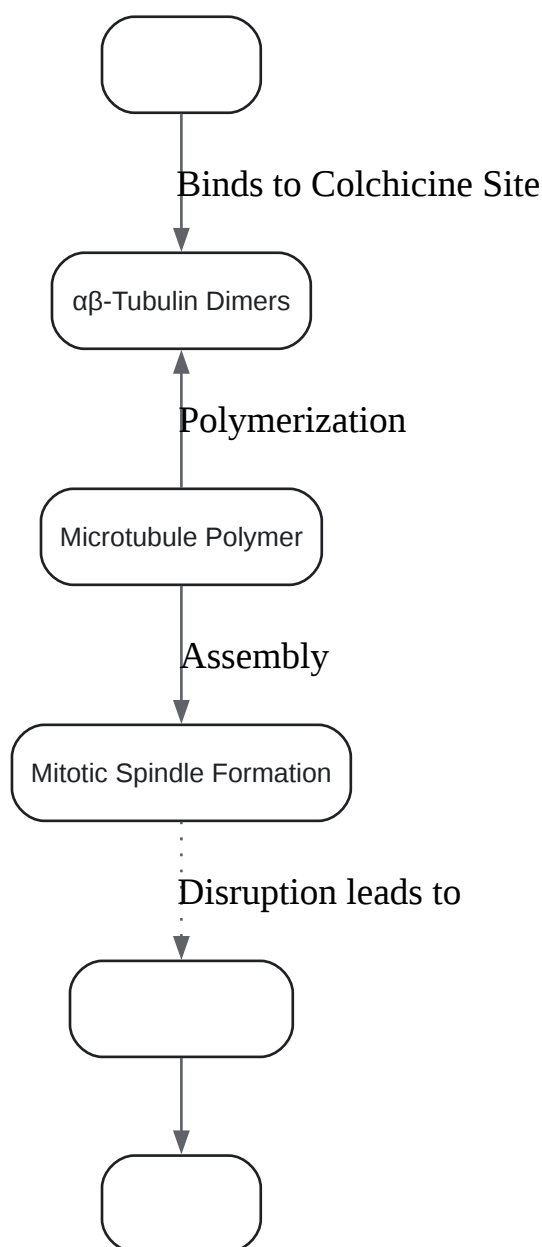 Binds to Colchicine Site
αβ-Tubulin Dimers
Polymerization
Microtubule Polymer
Assembly
Mitotic Spindle Formation
Disruption leads to